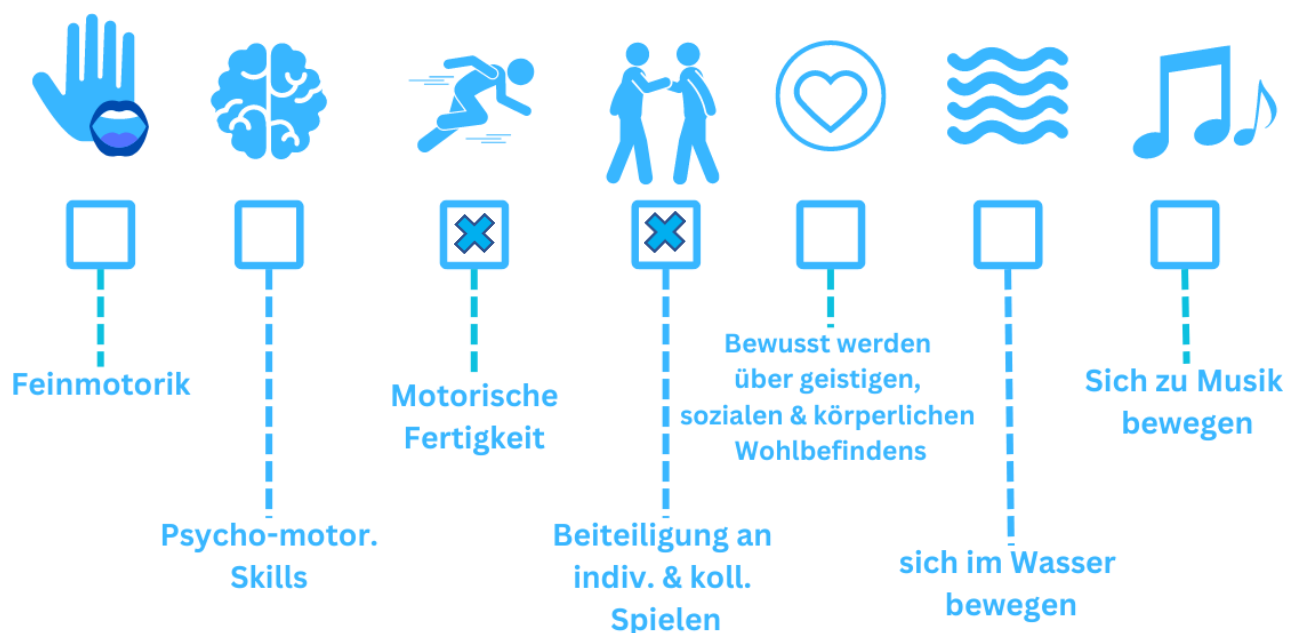 Feinmotorik
Psycho-motor.
Skills
Motorische
Fertigkeit
Beiteiligung an
indiv. & koll.
Spielen
Bewusst werden
über geistigen,
sozialen & körperlichen
Wohlbefindens
sich im Wasser
bewegen
Sich zu Musik
bewegen